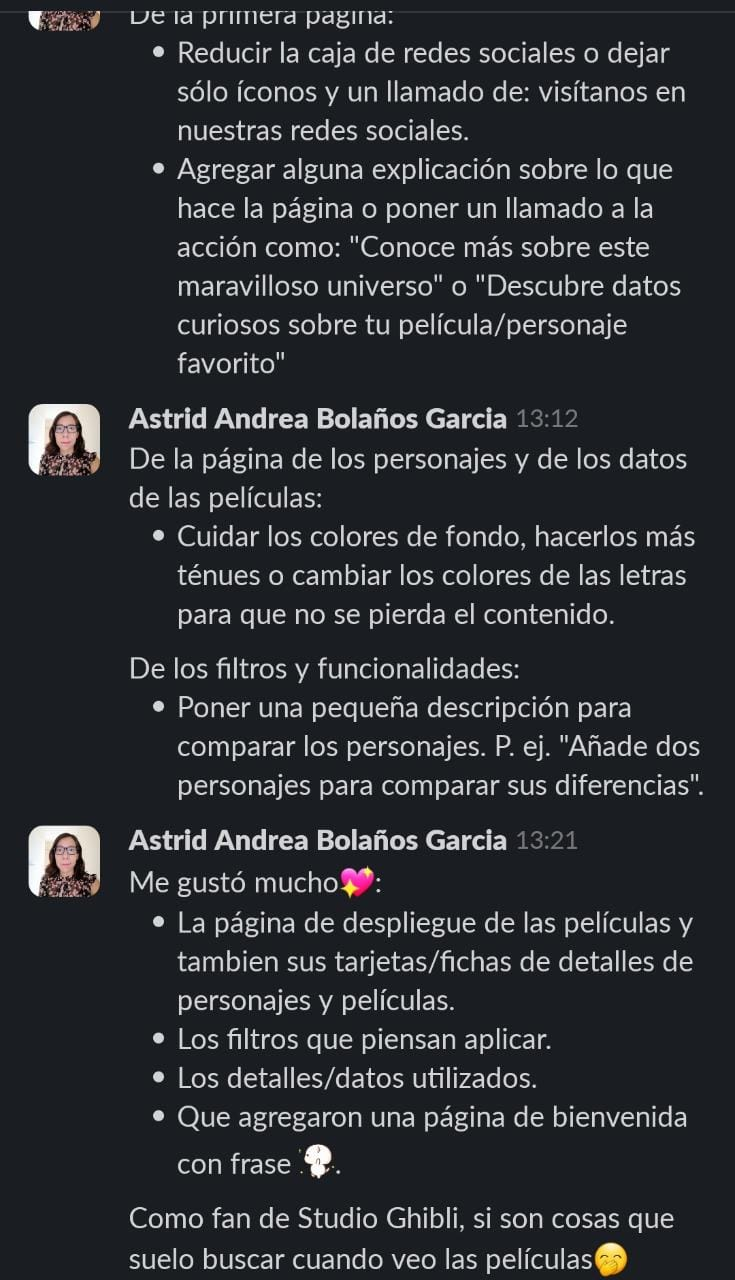 De la primera página:
• Reducir la caja de redes sociales o dejar
sólo íconos y un llamado de: visítanos en
nuestras redes sociales.
• Agregar alguna explicación sobre lo que
hace la página o poner un llamado a la
acción como: "Conoce más sobre este
maravilloso universo" o "Descubre datos
curiosos sobre tu película/personaje
favorito"
Astrid Andrea Bolaños Garcia 13:12
De la página de los personajes y de los datos
de las películas:
• Cuidar los colores de fondo, hacerlos más
ténues o cambiar los colores de las letras
para que no se pierda el contenido.
De los filtros y funcionalidades:
• Poner una pequeña descripción para
comparar los personajes. P. ej. "Añade dos
personajes para comparar sus diferencias".
Astrid Andrea Bolaños Garcia 13:21
Me gustó mucho💖:
• La página de despliegue de las películas y
tambien sus tarjetas/fichas de detalles de
personajes y películas.
• Los filtros que piensan aplicar.
• Los detalles/datos utilizados.
• Que agregaron una página de bienvenida
con frase .
Como fan de Studio Ghibli, si son cosas que
suelo buscar cuando veo las películas🤭